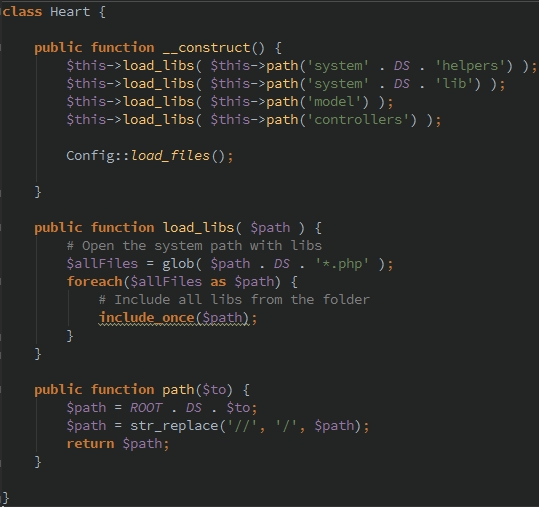 class Heart {
public function __construct() {
$this->load_libs( $this->path('system' . DS . 'helpers') );
$this->load_libs( $this->path('system' . DS . 'lib') );
$this->load_libs( $this->path('model') );
$this->load_libs( $this->path('controllers') );
Config::load_files();
}
public function load_libs( $path ) {
# Open the system path with libs
$allFiles = glob( $path . DS . '*.php' );
foreach($allFiles as $path) {
# Include all libs from the folder
include_once($path);
}
}
public function path($to) {
$path = ROOT . DS . $to;
$path = str_replace('//', '/', $path);
return $path;
}
}